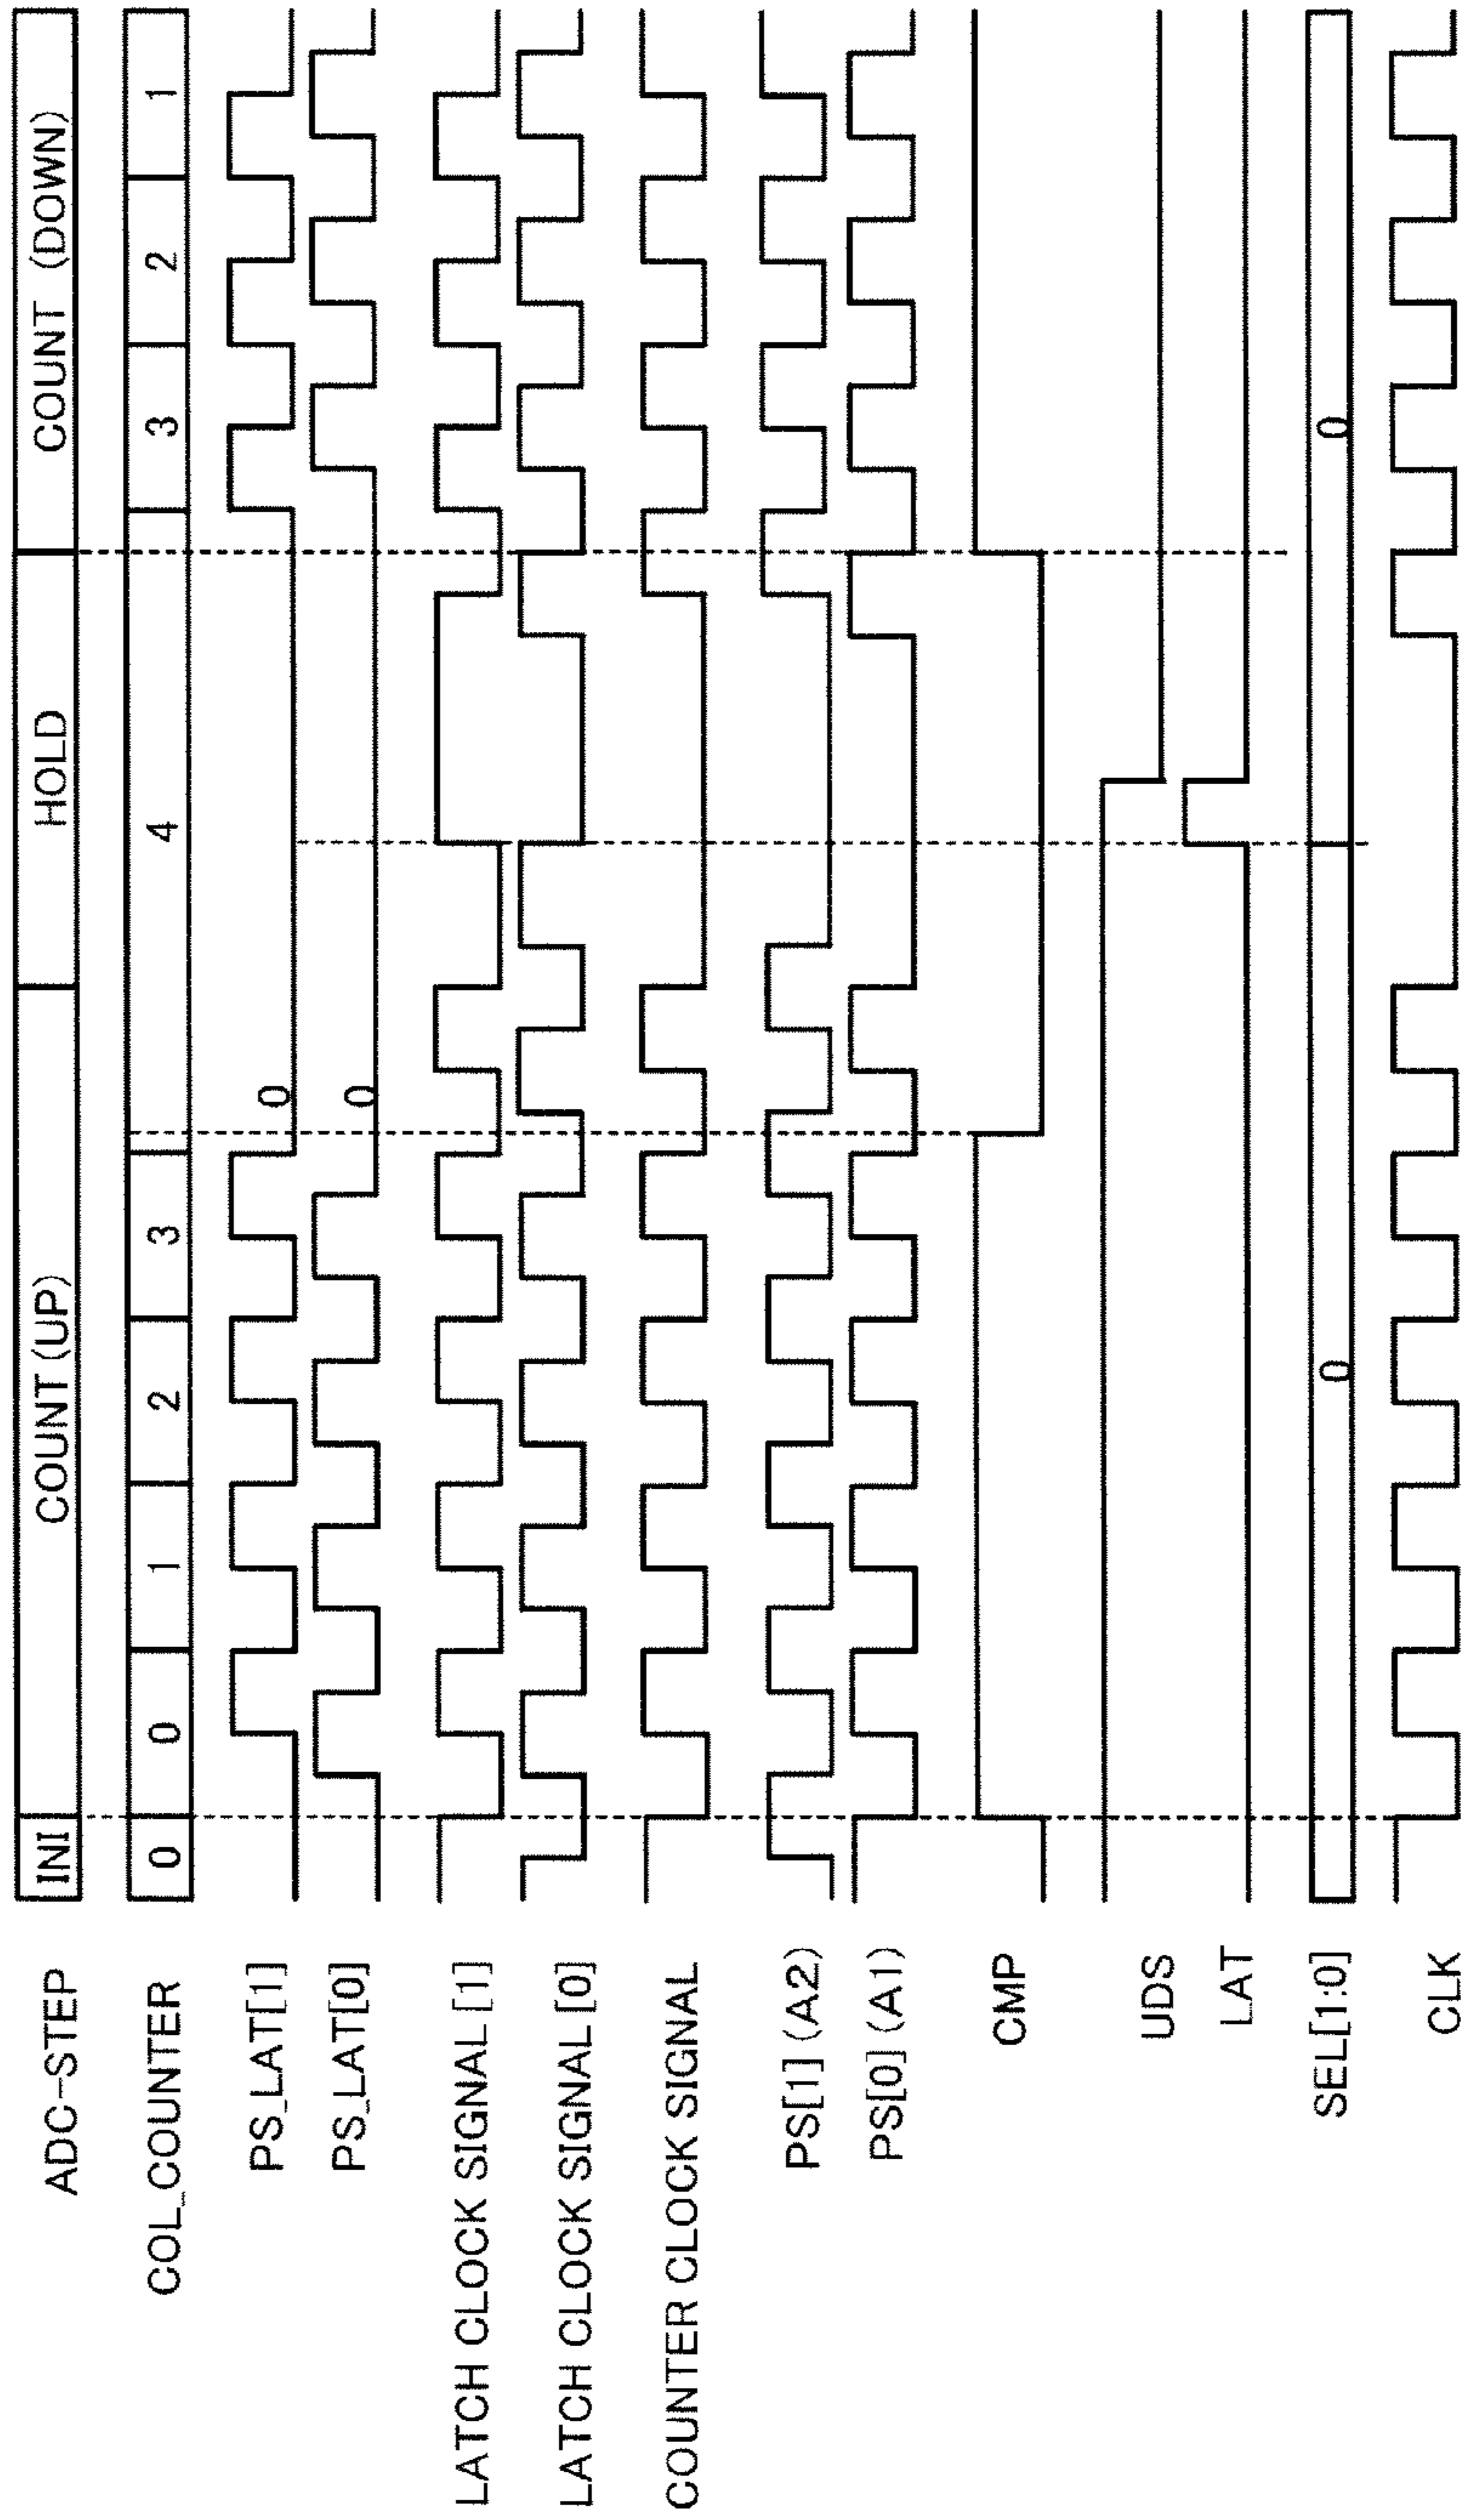 ADC-STEP INI COUNT(UP) HOLD COUNT (DOWN)
COL_COUNTER 0 0 1 2 3 4 3 2 1
PS_LAT[1] 0
PS_LAT[0] 0
LATCH CLOCK SIGNAL [1]
LATCH CLOCK SIGNAL [0]
COUNTER CLOCK SIGNAL
PS[1] (A2)
PS[0] (A1)
CMP
UDS
LAT
SEL[1:0] 0 0
CLK